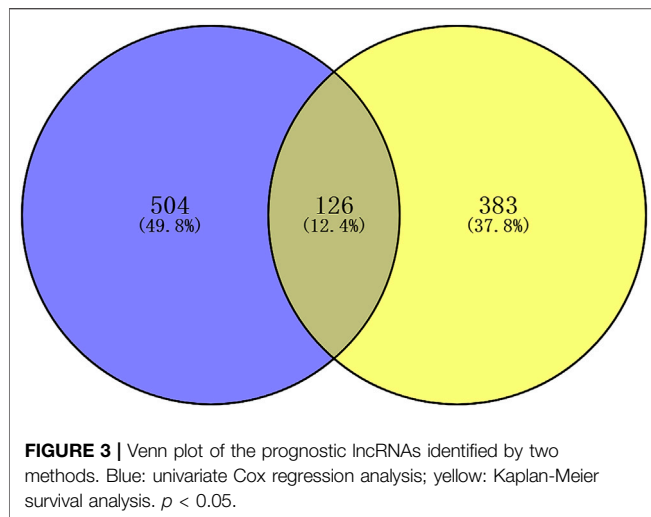 504
(49.8%)
126
(12.4%)
383
(37.8%)
FIGURE 3 | Venn plot of the prognostic lncRNAs identified by two
methods. Blue: univariate Cox regression analysis; yellow: Kaplan-Meier
survival analysis. p < 0.05.